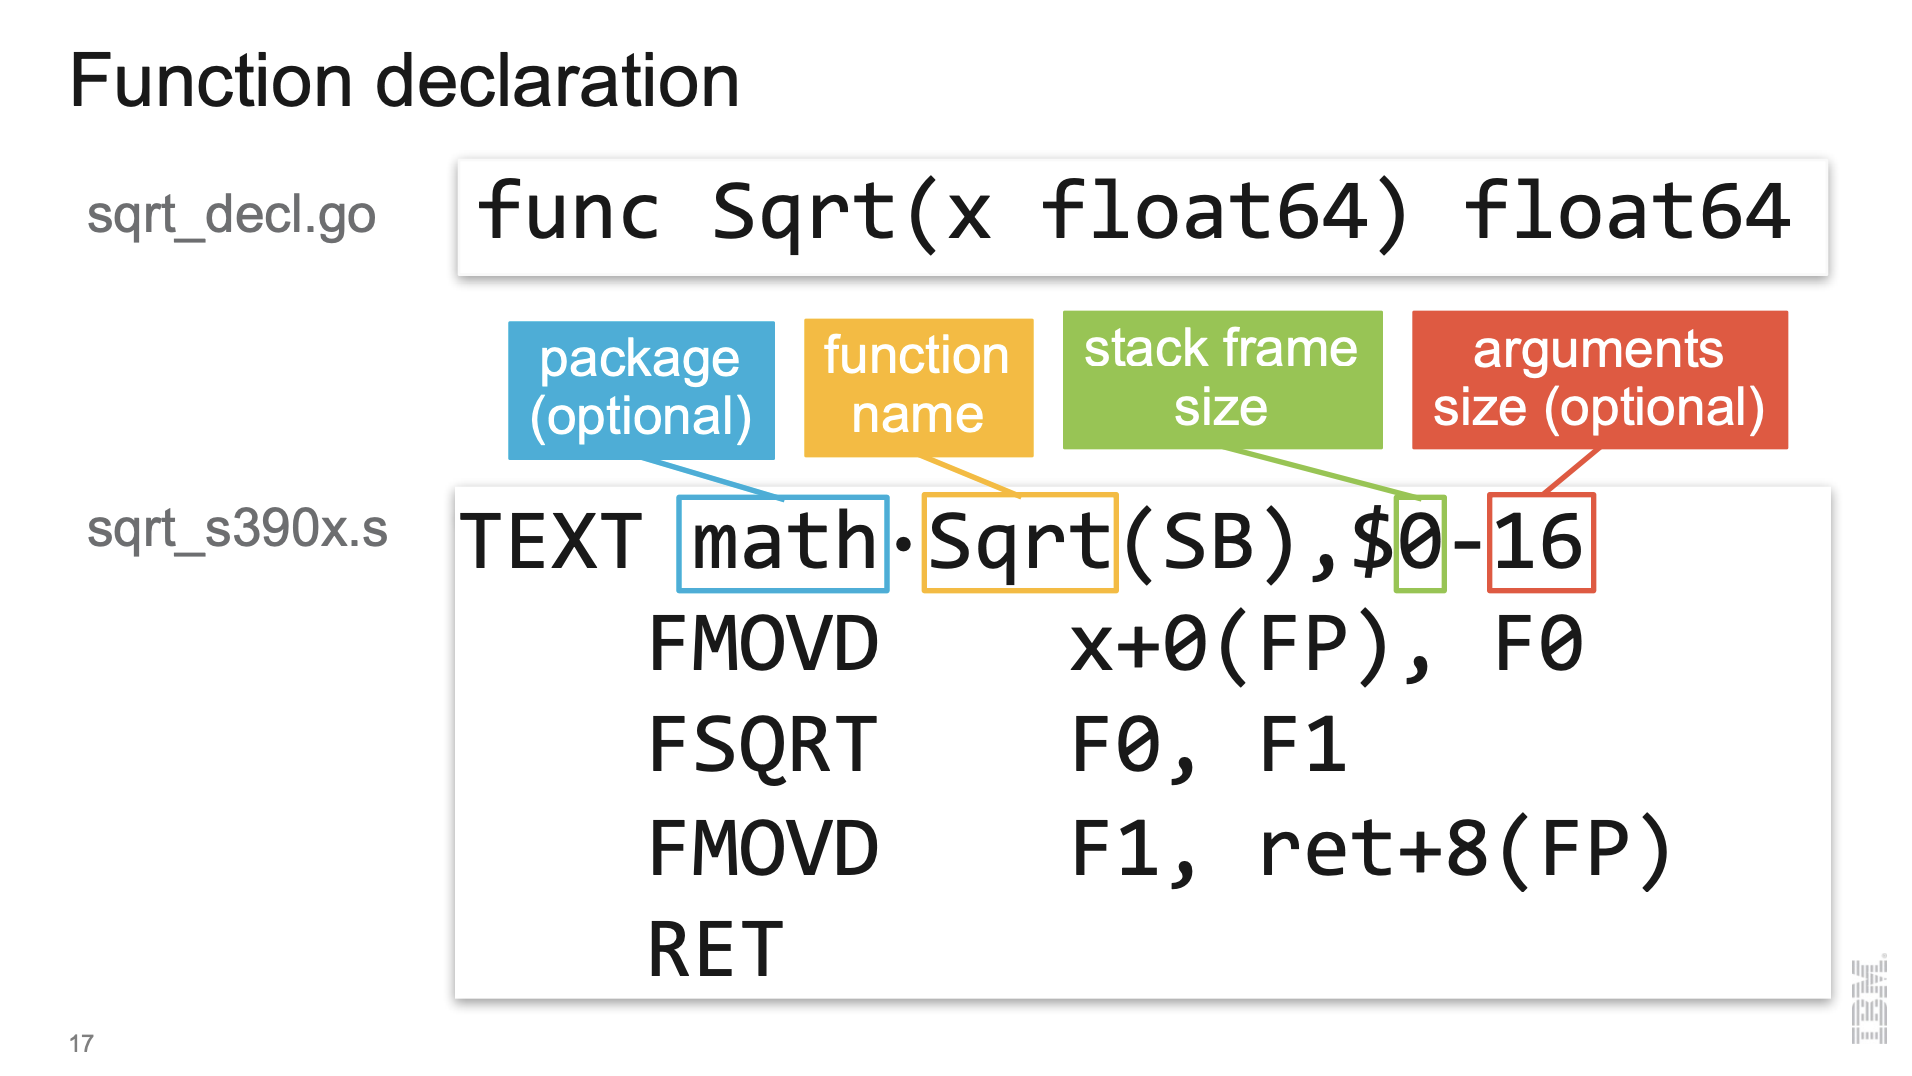 Function declaration
sqrt_decl.go
func Sqrt(x float64) float64
package
(optional)
function
name
stack frame
size
arguments
size (optional)
sqrt_s390x.s
TEXT math·Sqrt(SB),$0-16
FMOVD x+0(FP), F0
FSQRT F0, F1
FMOVD F1, ret+8(FP)
RET
17
IBM